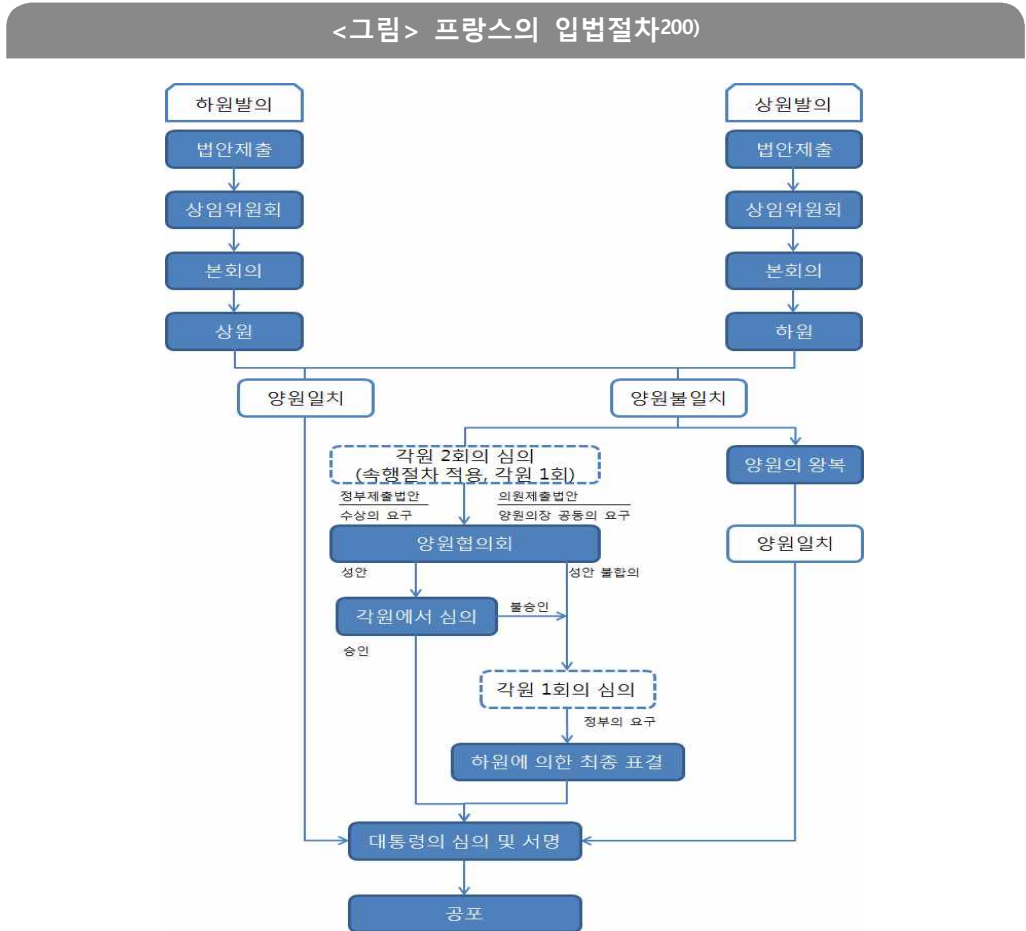 <그림> 프랑스의 입법절차200)
하원발의
상원발의
법안제출
법안제출
상임위원회
상임위원회
본회의
본회의
상원
하원
양원일치
양원불일치
각원 2회의 심의
(속행절차 적용, 각원 1회)
양원의 왕복
정부제출법안
수상의 요구
의원제출법안
양원의장 공동의 요구
양원협의회
양원일치
성안
성안 불합의
각원에서 심의
불승인
승인
각원 1회의 심의
정부의 요구
하원에 의한 최종 표결
대통령의 심의 및 서명
공포